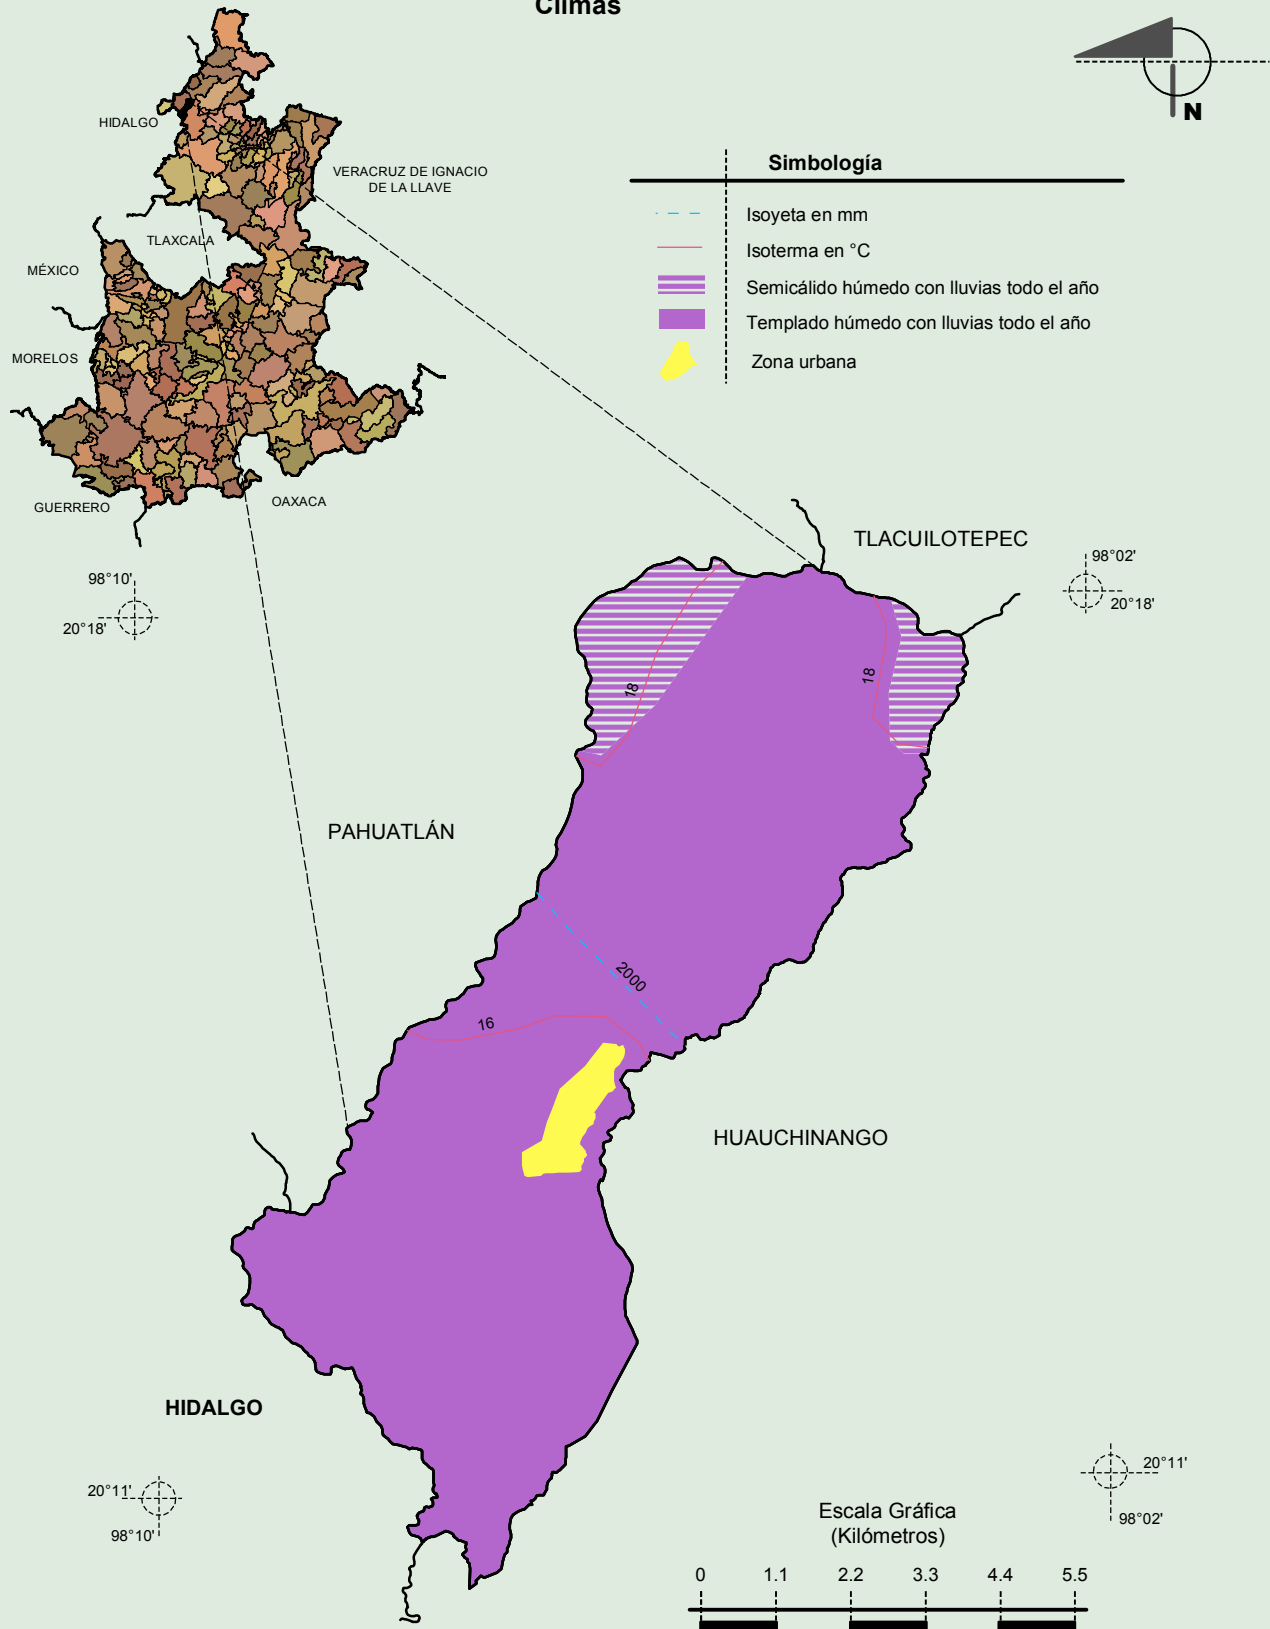 Climas
N
HIDALGO
VERACRUZ DE IGNACIO
DE LA LLAVE
TLAXCALA
MÉXICO
MORELOS
GUERRERO
OAXACA
Simbología
Isoyeta en mm
Isoterma en °C
Semicálido húmedo con lluvias todo el año
Templado húmedo con lluvias todo el año
Zona urbana
TLACUILOTEPEC
98°10'
20°18'
98°02'
20°18'
18
18
PAHUATLÁN
2000
16
HUAUCHINANGO
HIDALGO
20°11'
98°10'
20°11'
98°02'
Escala Gráfica
(Kilómetros)
0 1.1 2.2 3.3 4.4 5.5